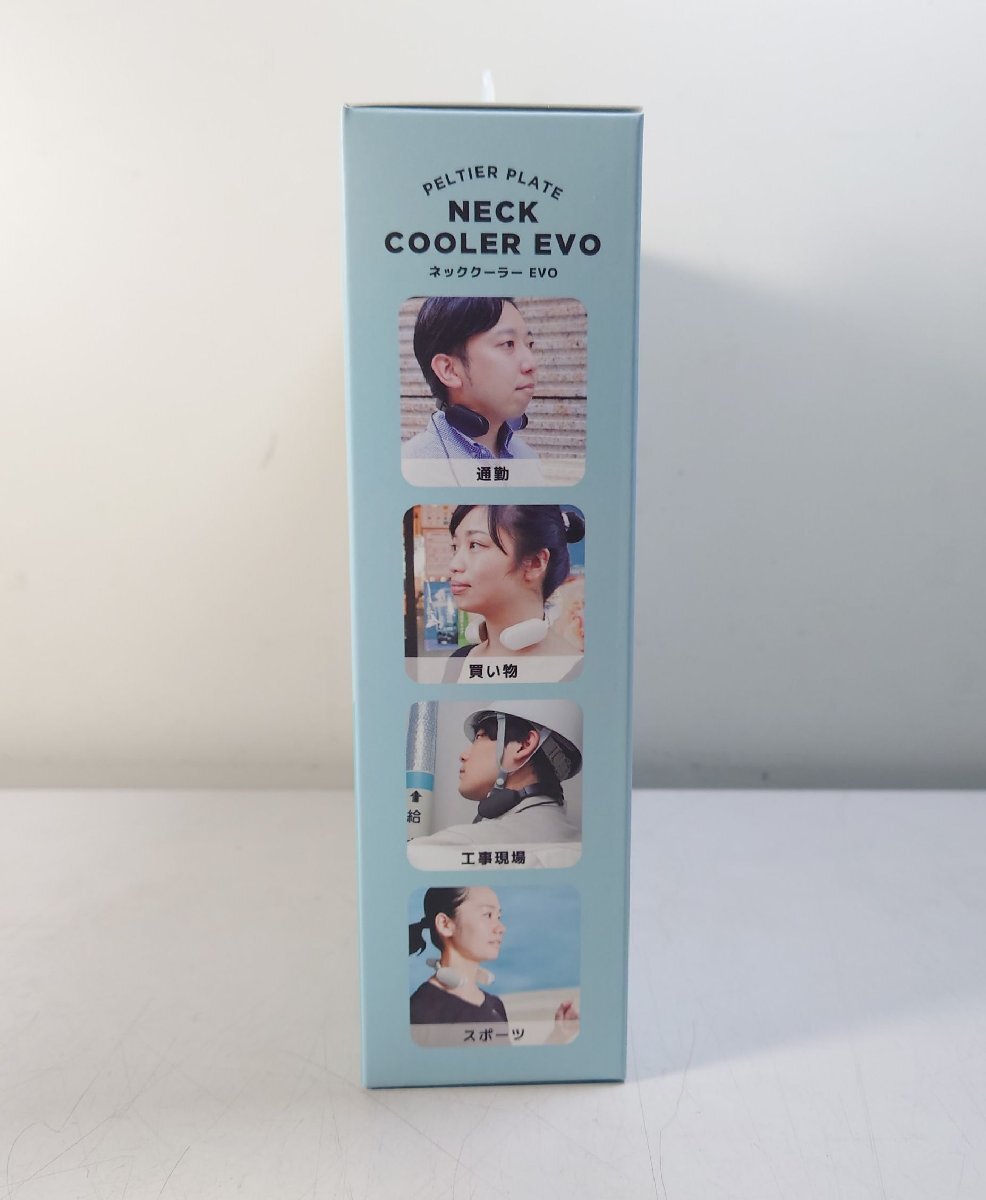 PELTIER PLATE
NECK
COOLER EVO
ネッククーラー EVO
通勤
買い物
給
工事現場
スポーツ